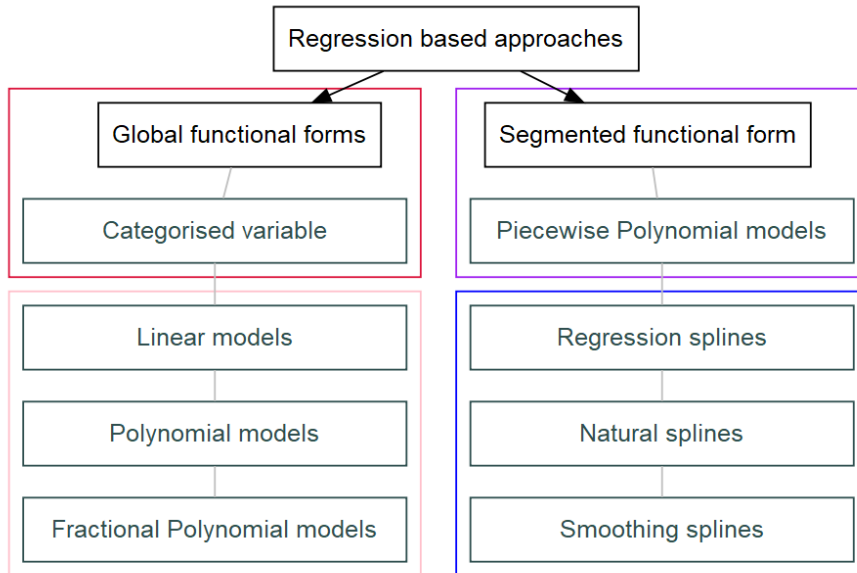 Regression based approaches
Global functional forms
Segmented functional form
Categorised variable
Piecewise Polynomial models
Linear models
Regression splines
Polynomial models
Natural splines
Fractional Polynomial models
Smoothing splines